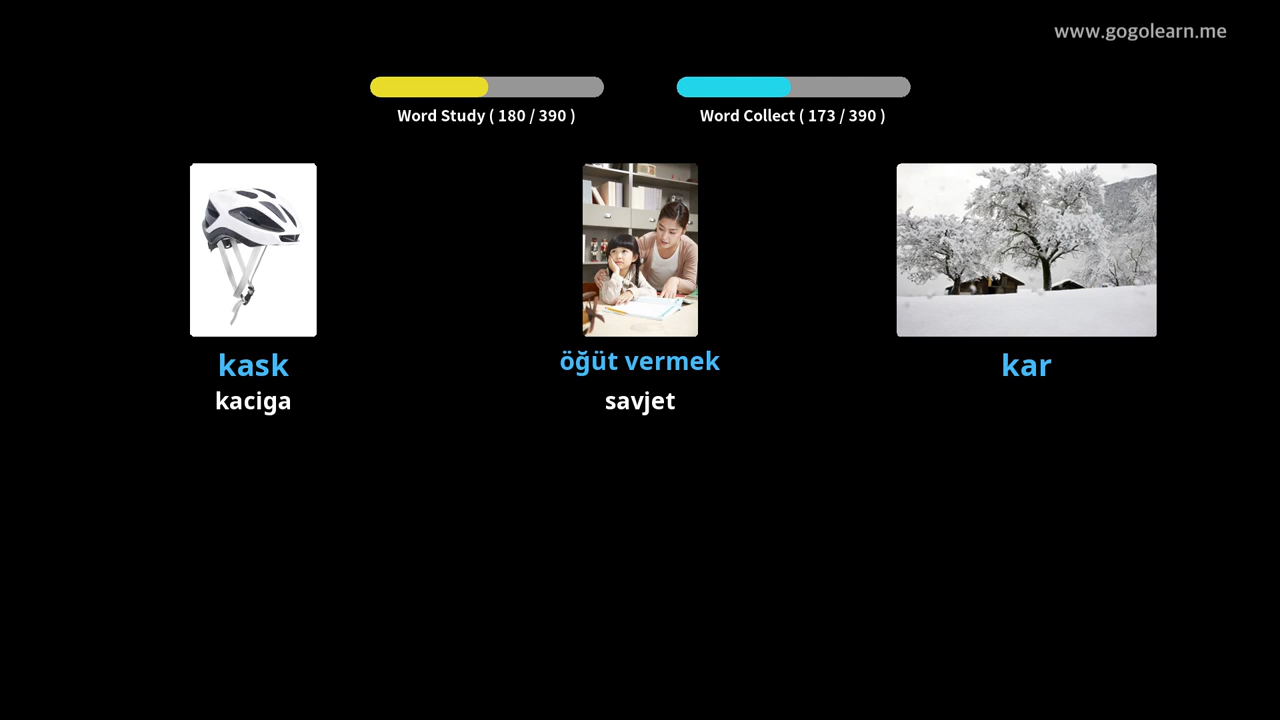 www.gogolearn.me
Word Study ( 180 / 390 )
Word Collect ( 173 / 390 )
kask
kaciga
öğüt vermek
savjet
kar